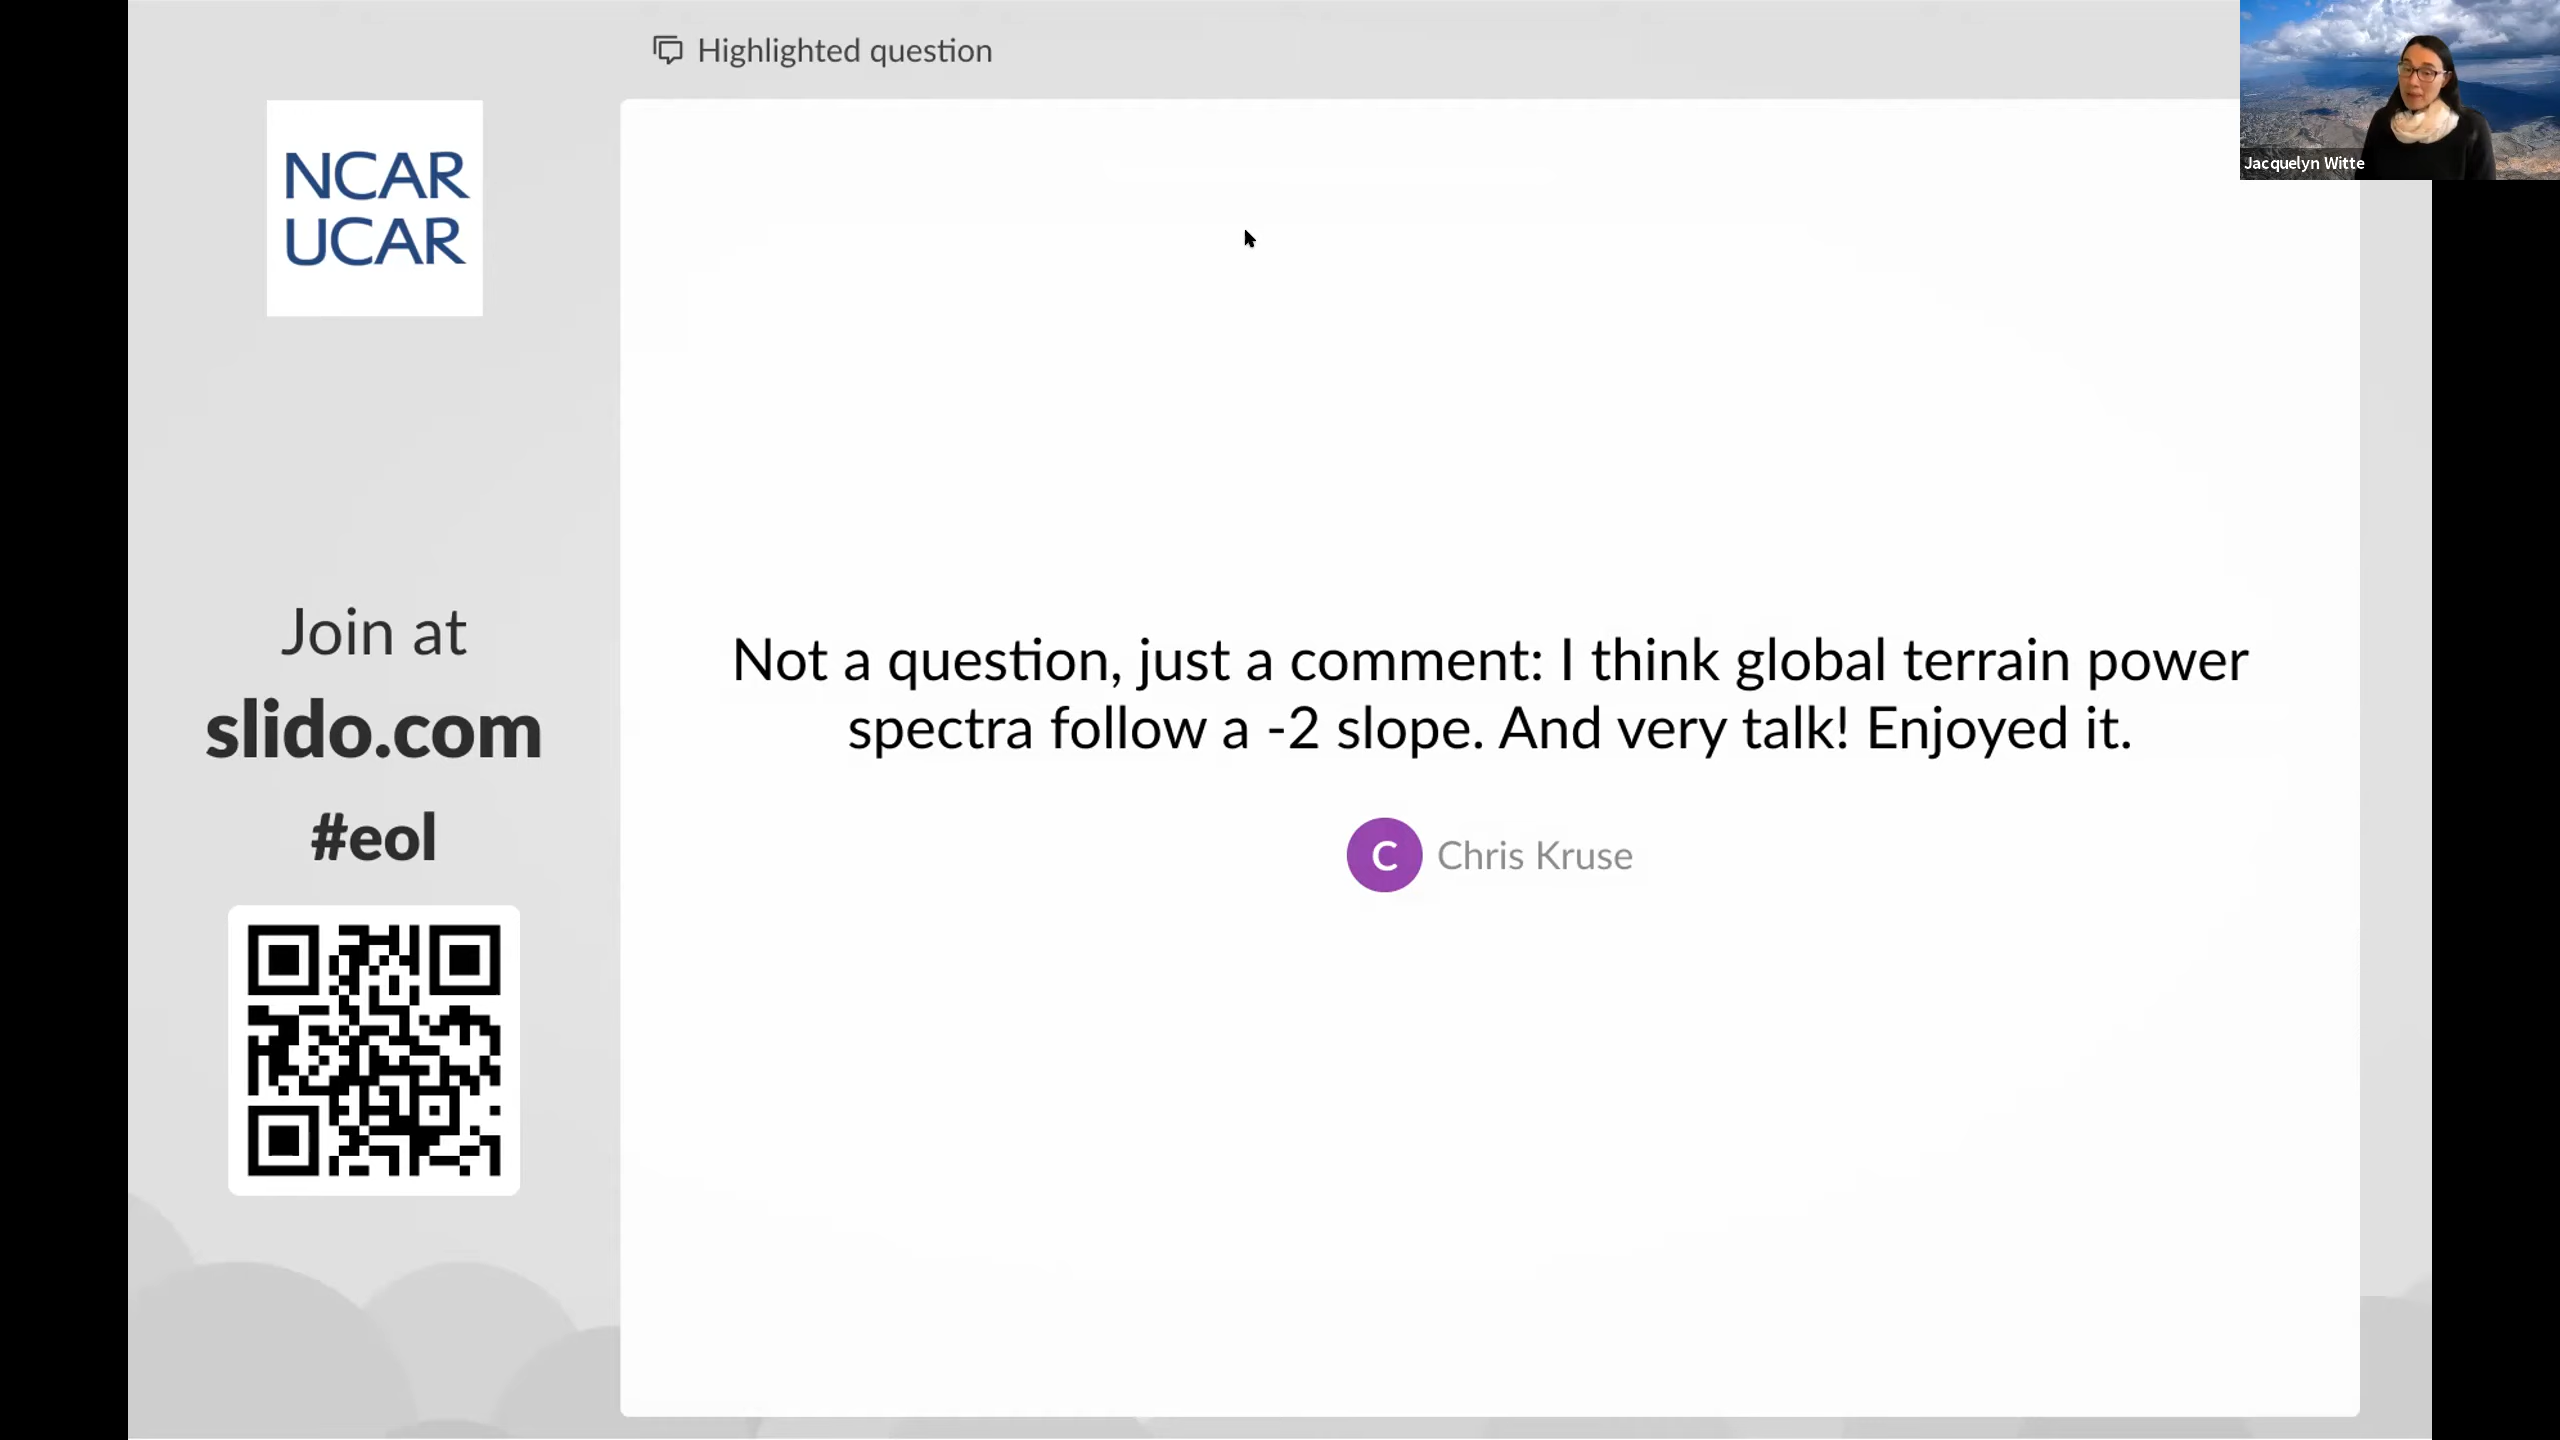 Highlighted question
NCAR
UCAR
Join at
slido.com
#eol
Not a question, just a comment: I think global terrain power
spectra follow a -2 slope. And very talk! Enjoyed it.
C Chris Kruse
Jacquelyn Witte